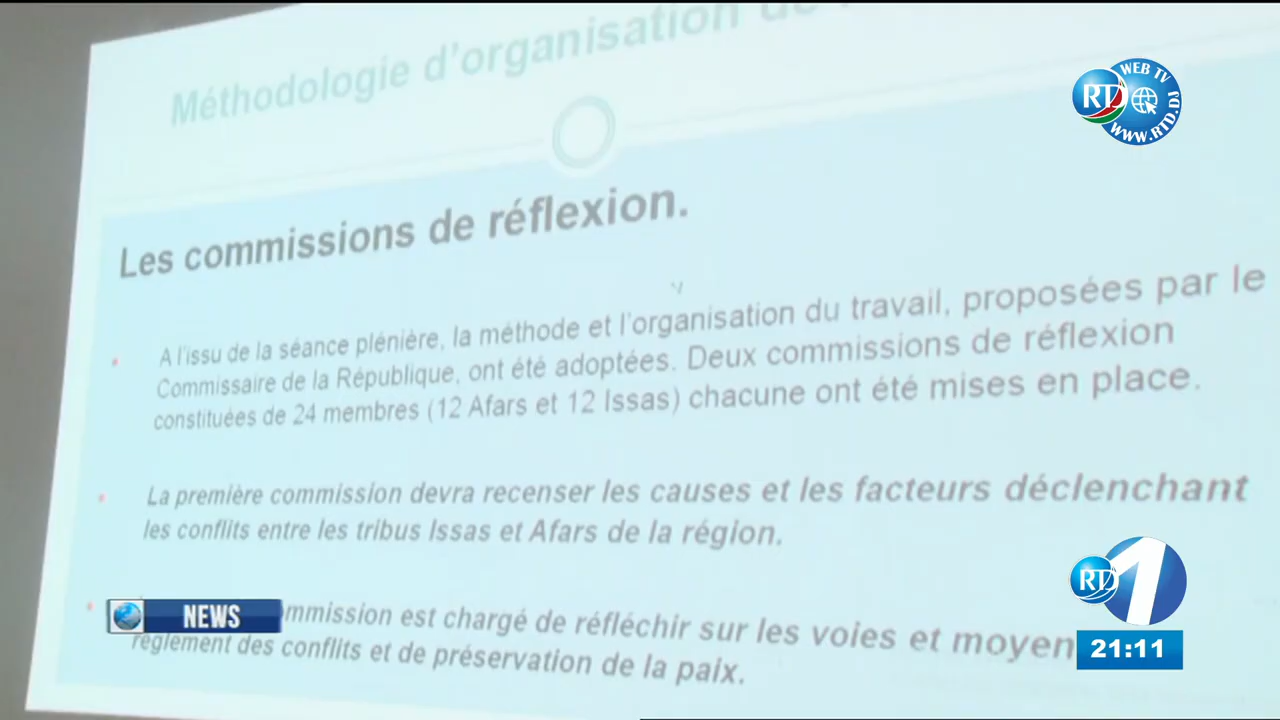 Méthodologie d'organisation de
WEB TV
RTD
WWW.RTD.DJ
Les commissions de réflexion.
A l'issu de la séance plénière, la méthode et l'organisation du travail, proposées par le
Commissaire de la République, ont été adoptées. Deux commissions de réflexion
constituées de 24 membres (12 Afars et 12 Issas) chacune ont été mises en place.
La première commission devra recenser les causes et les facteurs déclenchant
les conflits entre les tribus Issas et Afars de la région.
NEWS
est chargé de réfléchir sur les voies et moyen
règlement des conflits et de préservation de la paix.
RTD 1
21:11